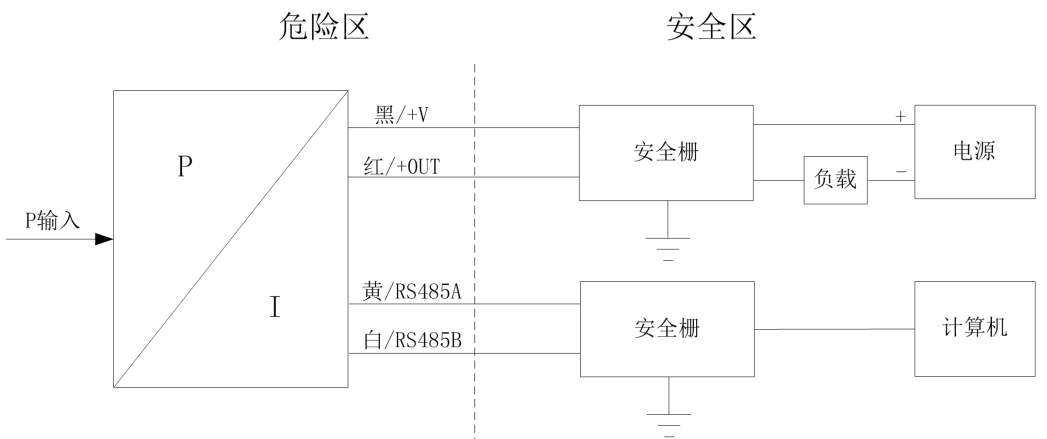 危险区
安全区
黑/+V
+
安全栅
电源
P
红/+OUT
负载
−
P输入
I
黄/RS485A
安全栅
计算机
白/RS485B